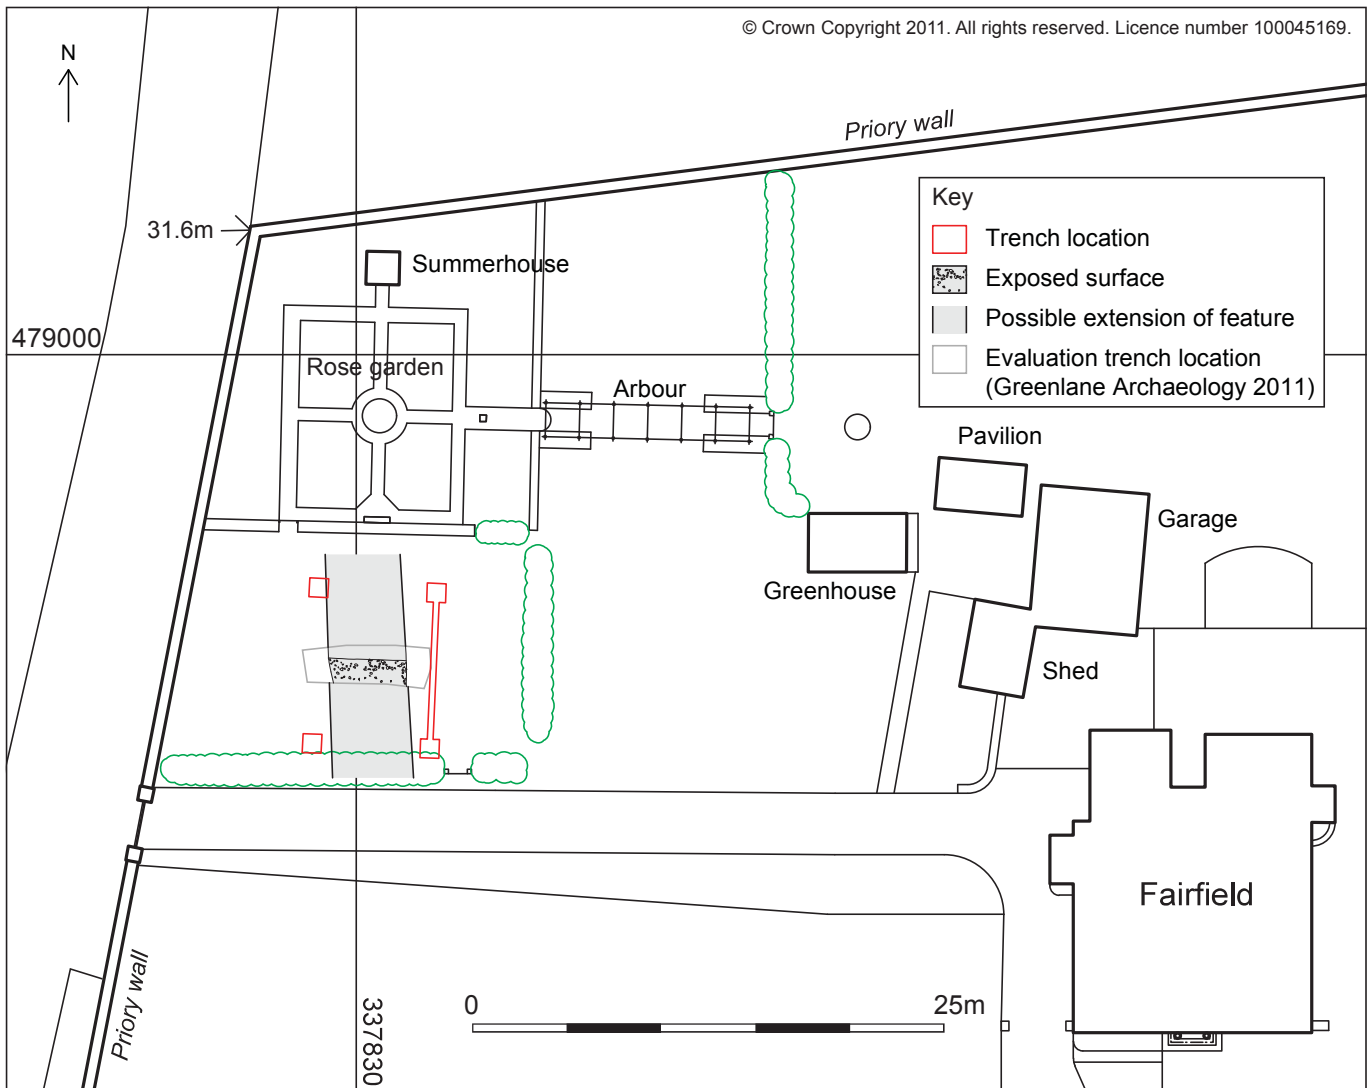 © Crown Copyright 2011. All rights reserved. Licence number 100045169.
N
Priory wall
31.6m
Key
Trench location
Exposed surface
Possible extension of feature
Evaluation trench location
(Greenlane Archaeology 2011)
Summerhouse
479000
Rose garden
Arbour
Pavilion
Garage
Greenhouse
Shed
Fairfield
Priory wall
337830
0
25m